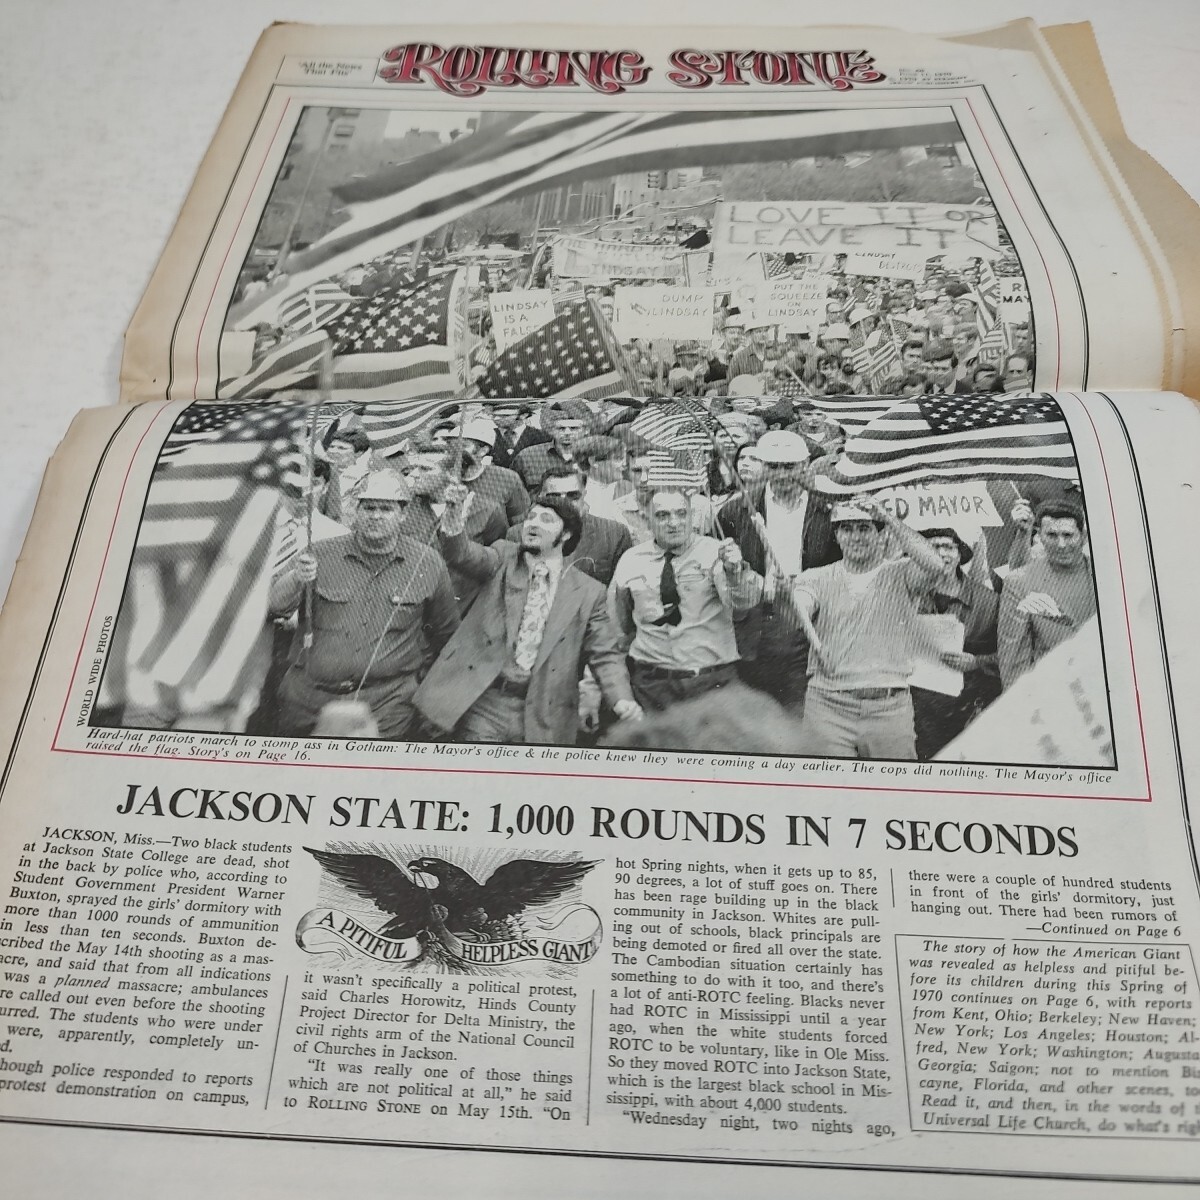 "All the News
That Fits"
ROLLING STONE
LOVE IT OR
LEAVE IT
LINDSAY
LINDSAY
IS A
DUMP
LINDSAY
PUT THE
SQUEEZE
ON
LINDSAY
MAY
ED MAYOR
WORLD WIDE PHOTOS
Hard-hat patriots march to stomp ass in Gotham: The Mayor's office & the police knew they were coming a day earlier. The cops did nothing. The Mayor's office
raised the flag. Story's on Page 16.
JACKSON STATE: 1,000 ROUNDS IN 7 SECONDS
JACKSON, Miss.—Two black students
at Jackson State College are dead, shot
in the back by police who, according to
Student Government President Warner
Buxton, sprayed the girls' dormitory with
more than 1000 rounds of ammunition
in less than ten seconds. Buxton de-
cribed the May 14th shooting as a mas-
acre, and said that from all indications
was a planned massacre; ambulances
re called out even before the shooting
urred. The students who were under
were, apparently, completely un-
d.
hough police responded to reports
protest demonstration on campus,
A PITIFUL HELPLESS GIANT
it wasn't specifically a political protest,
said Charles Horowitz, Hinds County
Project Director for Delta Ministry, the
civil rights arm of the National Council
of Churches in Jackson.
"It was really one of those things
which are not political at all," he said
to ROLLING STONE on May 15th. "On
hot Spring nights, when it gets up to 85,
90 degrees, a lot of stuff goes on. There
has been rage building up in the black
community in Jackson. Whites are pull-
ing out of schools, black principals are
being demoted or fired all over the state.
The Cambodian situation certainly has
something to do with it too, and there's
a lot of anti-ROTC feeling. Blacks never
had ROTC in Mississippi until a year
ago, when the white students forced
ROTC to be voluntary, like in Ole Miss.
So they moved ROTC into Jackson State,
which is the largest black school in Mis-
sissippi, with about 4,000 students.
"Wednesday night, two nights ago,
there were a couple of hundred students
in front of the girls' dormitory, just
hanging out. There had been rumors of
—Continued on Page 6
The story of how the American Giant
was revealed as helpless and pitiful be-
fore its children during this Spring of
1970 continues on Page 6, with reports
from Kent, Ohio; Berkeley; New Haven;
New York; Los Angeles; Houston; Al-
fred, New York; Washington; Augusta,
Georgia; Saigon; not to mention Bis-
cayne, Florida, and other scenes, to
Read it, and then, in the words of
Universal Life Church, do what's righ